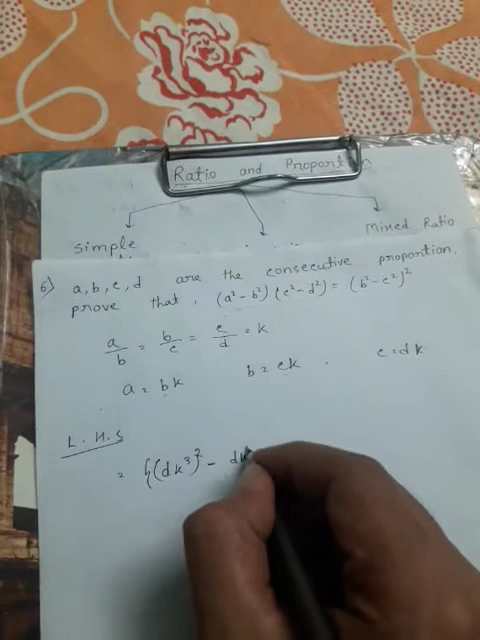 Ratio and Proportion
simple
Mixed Ratio
6) a, b, c, d are the consecutive proportion.
prove that, (a² - b²) (c² - d²) = (b² - c²)²
a/b = b/c = c/d = k
a = bk b = ck . c = dk
L.H.S
= {(dk³)² - dk